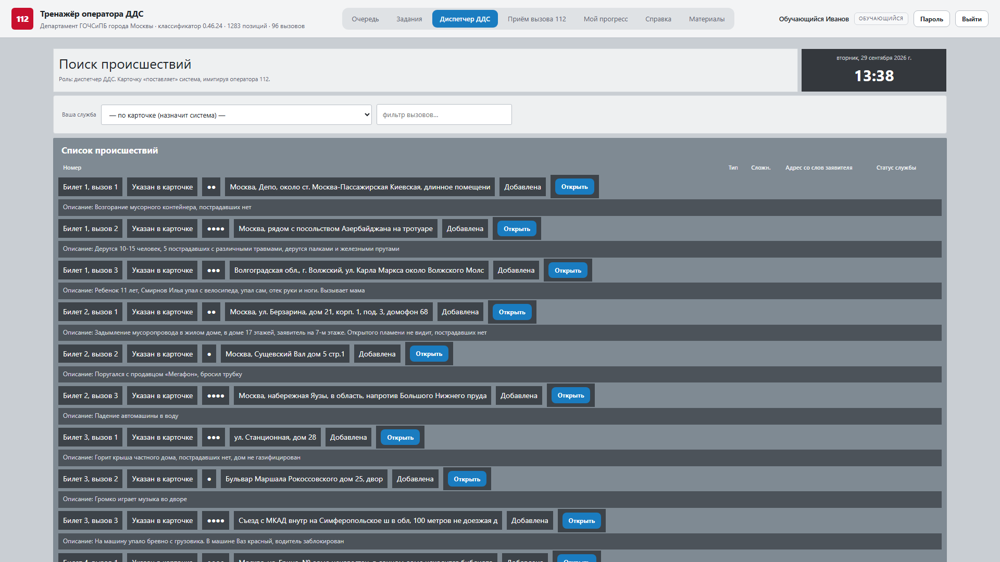 112
Тренажёр оператора ДДС
Департамент ГОЧСиПБ города Москвы · классификатор 0.46.24 · 1283 позиций · 96 вызовов
Очередь
Задания
Диспетчер ДДС
Приём вызова 112
Мой прогресс
Справка
Материалы
Обучающийся Иванов
ОБУЧАЮЩИЙСЯ
Пароль
Выйти
Поиск происшествий
Роль: диспетчер ДДС. Карточку «поставляет» система, имитируя оператора 112.
вторник, 29 сентября 2026 г.
13:38
Ваша служба
— по карточке (назначит система) —
фильтр вызовов...
Список происшествий
Номер Тип Сложн. Адрес со слов заявителя Статус службы
Билет 1, вызов 1 Указан в карточке ●● Москва, Депо, около ст. Москва-Пассажирская Киевская, длинное помещени Добавлена Открыть
Описание: Возгорание мусорного контейнера, пострадавших нет
Билет 1, вызов 2 Указан в карточке ●●●● Москва, рядом с посольством Азербайджана на тротуаре Добавлена Открыть
Описание: Дерутся 10-15 человек, 5 пострадавших с различными травмами, дерутся палками и железными прутами
Билет 1, вызов 3 Указан в карточке ●●● Волгоградская обл., г. Волжский, ул. Карла Маркса около Волжского Молс Добавлена Открыть
Описание: Ребенок 11 лет, Смирнов Илья упал с велосипеда, упал сам, отек руки и ноги. Вызывает мама
Билет 2, вызов 1 Указан в карточке ●● Москва, ул. Берзарина, дом 21, корп. 1, под. 3, домофон 68 Добавлена Открыть
Описание: Задымление мусоропровода в жилом доме, в доме 17 этажей, заявитель на 7-м этаже. Открытого пламени не видит, пострадавших нет
Билет 2, вызов 2 Указан в карточке ● Москва, Сущевский Вал дом 5 стр.1 Добавлена Открыть
Описание: Поругался с продавцом «Мегафон», бросил трубку
Билет 2, вызов 3 Указан в карточке ●●●● Москва, набережная Яузы, в область, напротив Большого Нижнего пруда Добавлена Открыть
Описание: Падение автомашины в воду
Билет 3, вызов 1 Указан в карточке ●●● ул. Станционная, дом 28 Добавлена Открыть
Описание: Горит крыша частного дома, пострадавших нет, дом не газифицирован
Билет 3, вызов 2 Указан в карточке ● Бульвар Маршала Рокоссовского дом 25, двор Добавлена Открыть
Описание: Громко играет музыка во дворе
Билет 3, вызов 3 Указан в карточке ●●●● Съезд с МКАД внутр на Симферопольское ш в обл, 100 метров не доезжая д Добавлена Открыть
Описание: На машину упало бревно с грузовика. В машине Ваз красный, водитель заблокирован